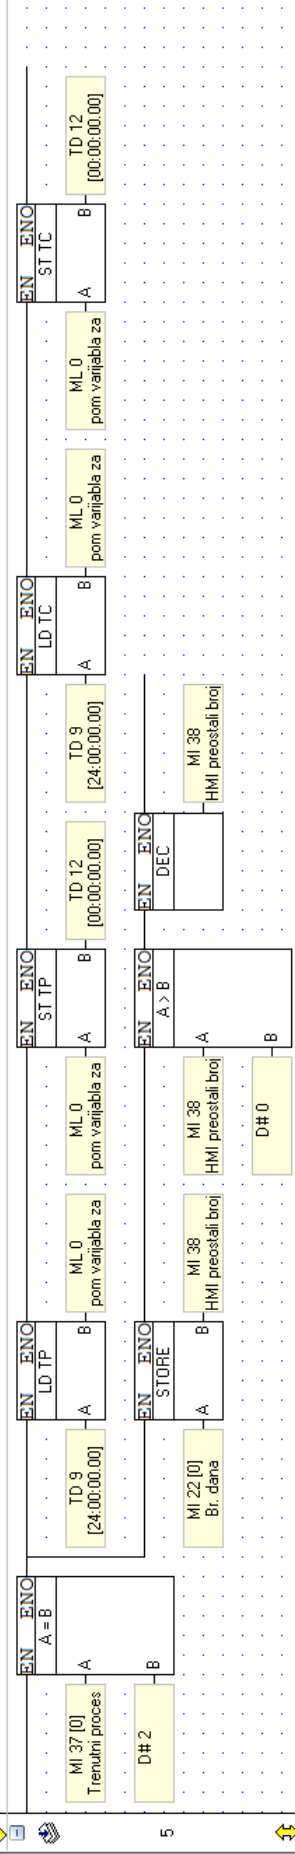 5
MI 37 [0]
Trenutni proces
D# 2
EN ENO
A = B
A
B
TD 9
[24:00:00.00]
EN ENO
LD TP
A
B
ML 0
pom varijabla za
ML 0
pom varijabla za
EN ENO
ST TP
A
B
TD 12
[00:00:00.00]
TD 9
[24:00:00.00]
EN ENO
LD TC
A
B
ML 0
pom varijabla za
ML 0
pom varijabla za
EN ENO
ST TC
A
B
TD 12
[00:00:00.00]
MI 22 [0]
Br. dana
EN ENO
STORE
A
B
MI 38
HMI preostali broj
MI 38
HMI preostali broj
D# 0
EN ENO
A > B
A
B
EN ENO
DEC
MI 38
HMI preostali broj